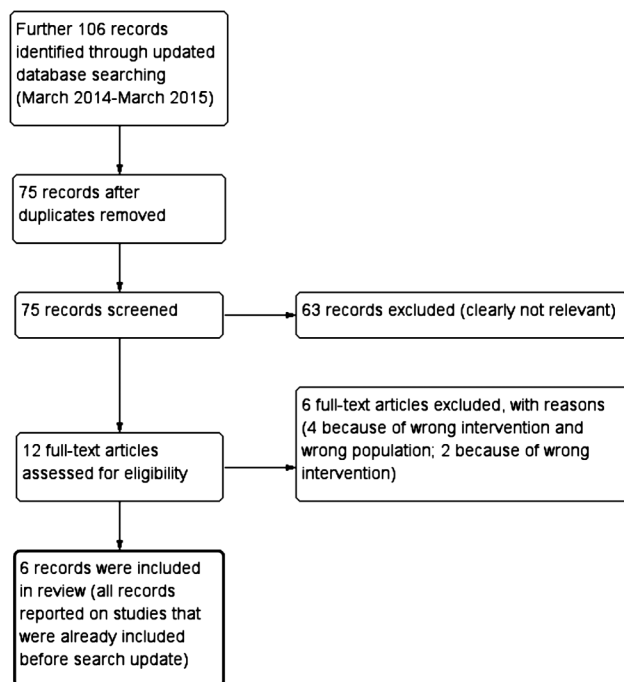 Further 106 records
identified through updated
database searching
(March 2014-March 2015)
75 records after
duplicates removed
75 records screened
63 records excluded (clearly not relevant)
12 full-text articles
assessed for eligibility
6 full-text articles excluded, with reasons
(4 because of wrong intervention and
wrong population; 2 because of wrong
intervention)
6 records were included
in review (all records
reported on studies that
were already included
before search update)